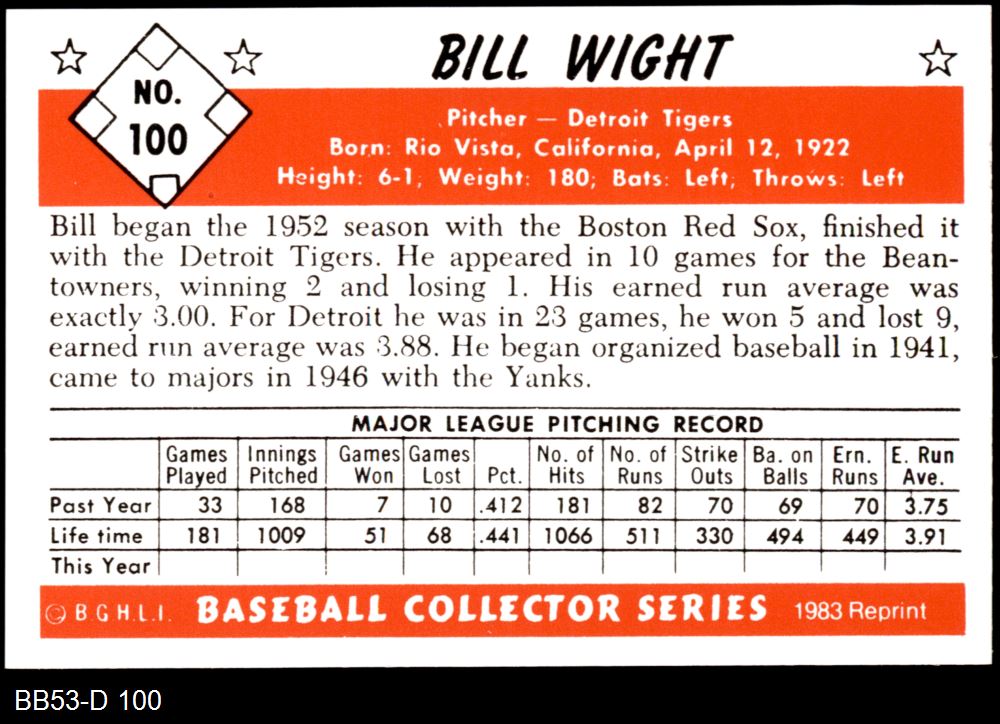 BILL WIGHT
NO.
100
Pitcher — Detroit Tigers
Born: Rio Vista, California, April 12, 1922
Height: 6-1; Weight: 180; Bats: Left; Throws: Left
Bill began the 1952 season with the Boston Red Sox, finished it
with the Detroit Tigers. He appeared in 10 games for the Bean-
towners, winning 2 and losing 1. His earned run average was
exactly 3.00. For Detroit he was in 23 games, he won 5 and lost 9,
earned run average was 3.88. He began organized baseball in 1941,
came to majors in 1946 with the Yanks.
MAJOR LEAGUE PITCHING RECORD
Games Played Innings Pitched Games Won Games Lost Pct. No. of Hits No. of Runs Strike Outs Ba. on Balls Ern. Runs E. Run Ave.
Past Year 33 168 7 10 .412 181 82 70 69 70 3.75
Life time 181 1009 51 68 .441 1066 511 330 494 449 3.91
This Year
© B.G.H.L.I. BASEBALL COLLECTOR SERIES 1983 Reprint
BB53-D 100